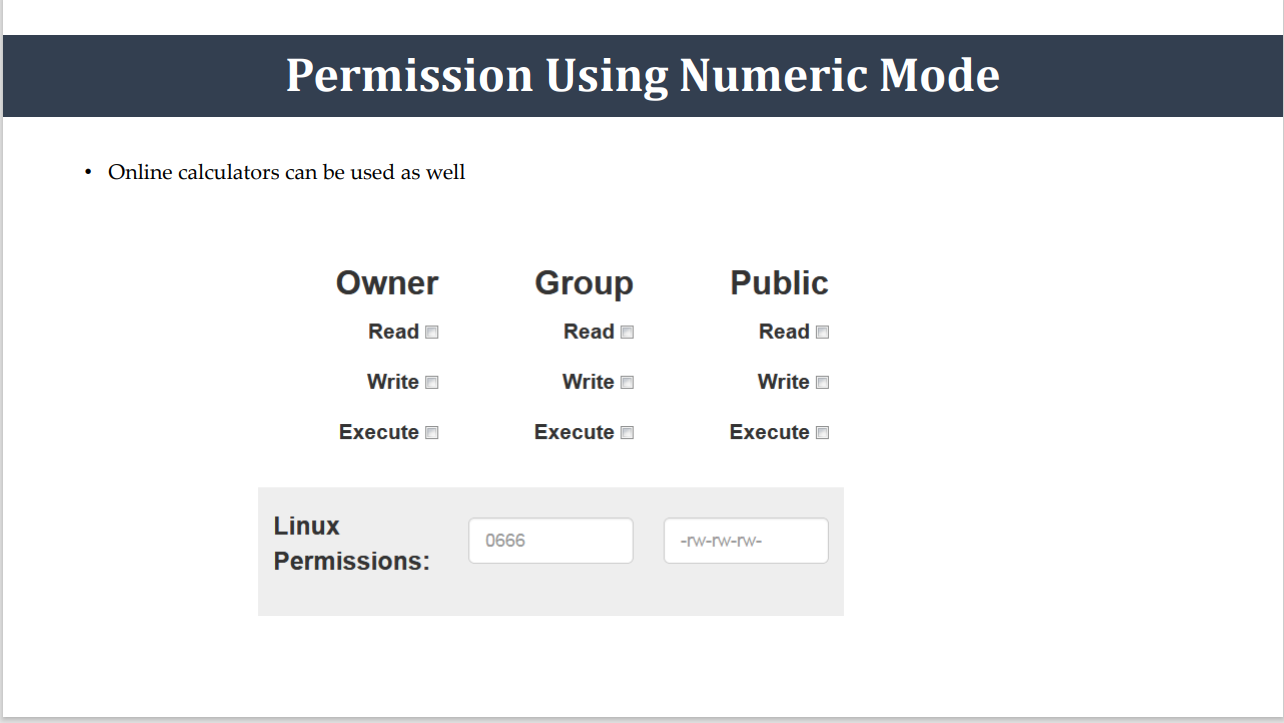 Permission Using Numeric Mode
• Online calculators can be used as well
Owner Group Public
Read Read Read
Write Write Write
Execute Execute Execute
Linux
Permissions:
0666 -rw-rw-rw-